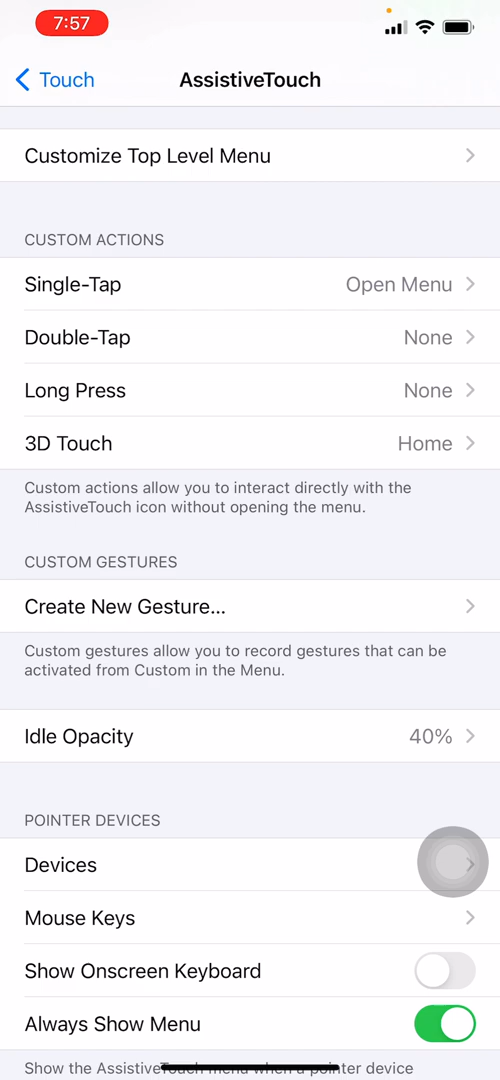 7:57
Touch
AssistiveTouch
Customize Top Level Menu
CUSTOM ACTIONS
Single-Tap Open Menu
Double-Tap None
Long Press None
3D Touch Home
Custom actions allow you to interact directly with the
AssistiveTouch icon without opening the menu.
CUSTOM GESTURES
Create New Gesture...
Custom gestures allow you to record gestures that can be
activated from Custom in the Menu.
Idle Opacity 40%
POINTER DEVICES
Devices
Mouse Keys
Show Onscreen Keyboard
Always Show Menu
Show the AssistiveTouch menu when a pointer device